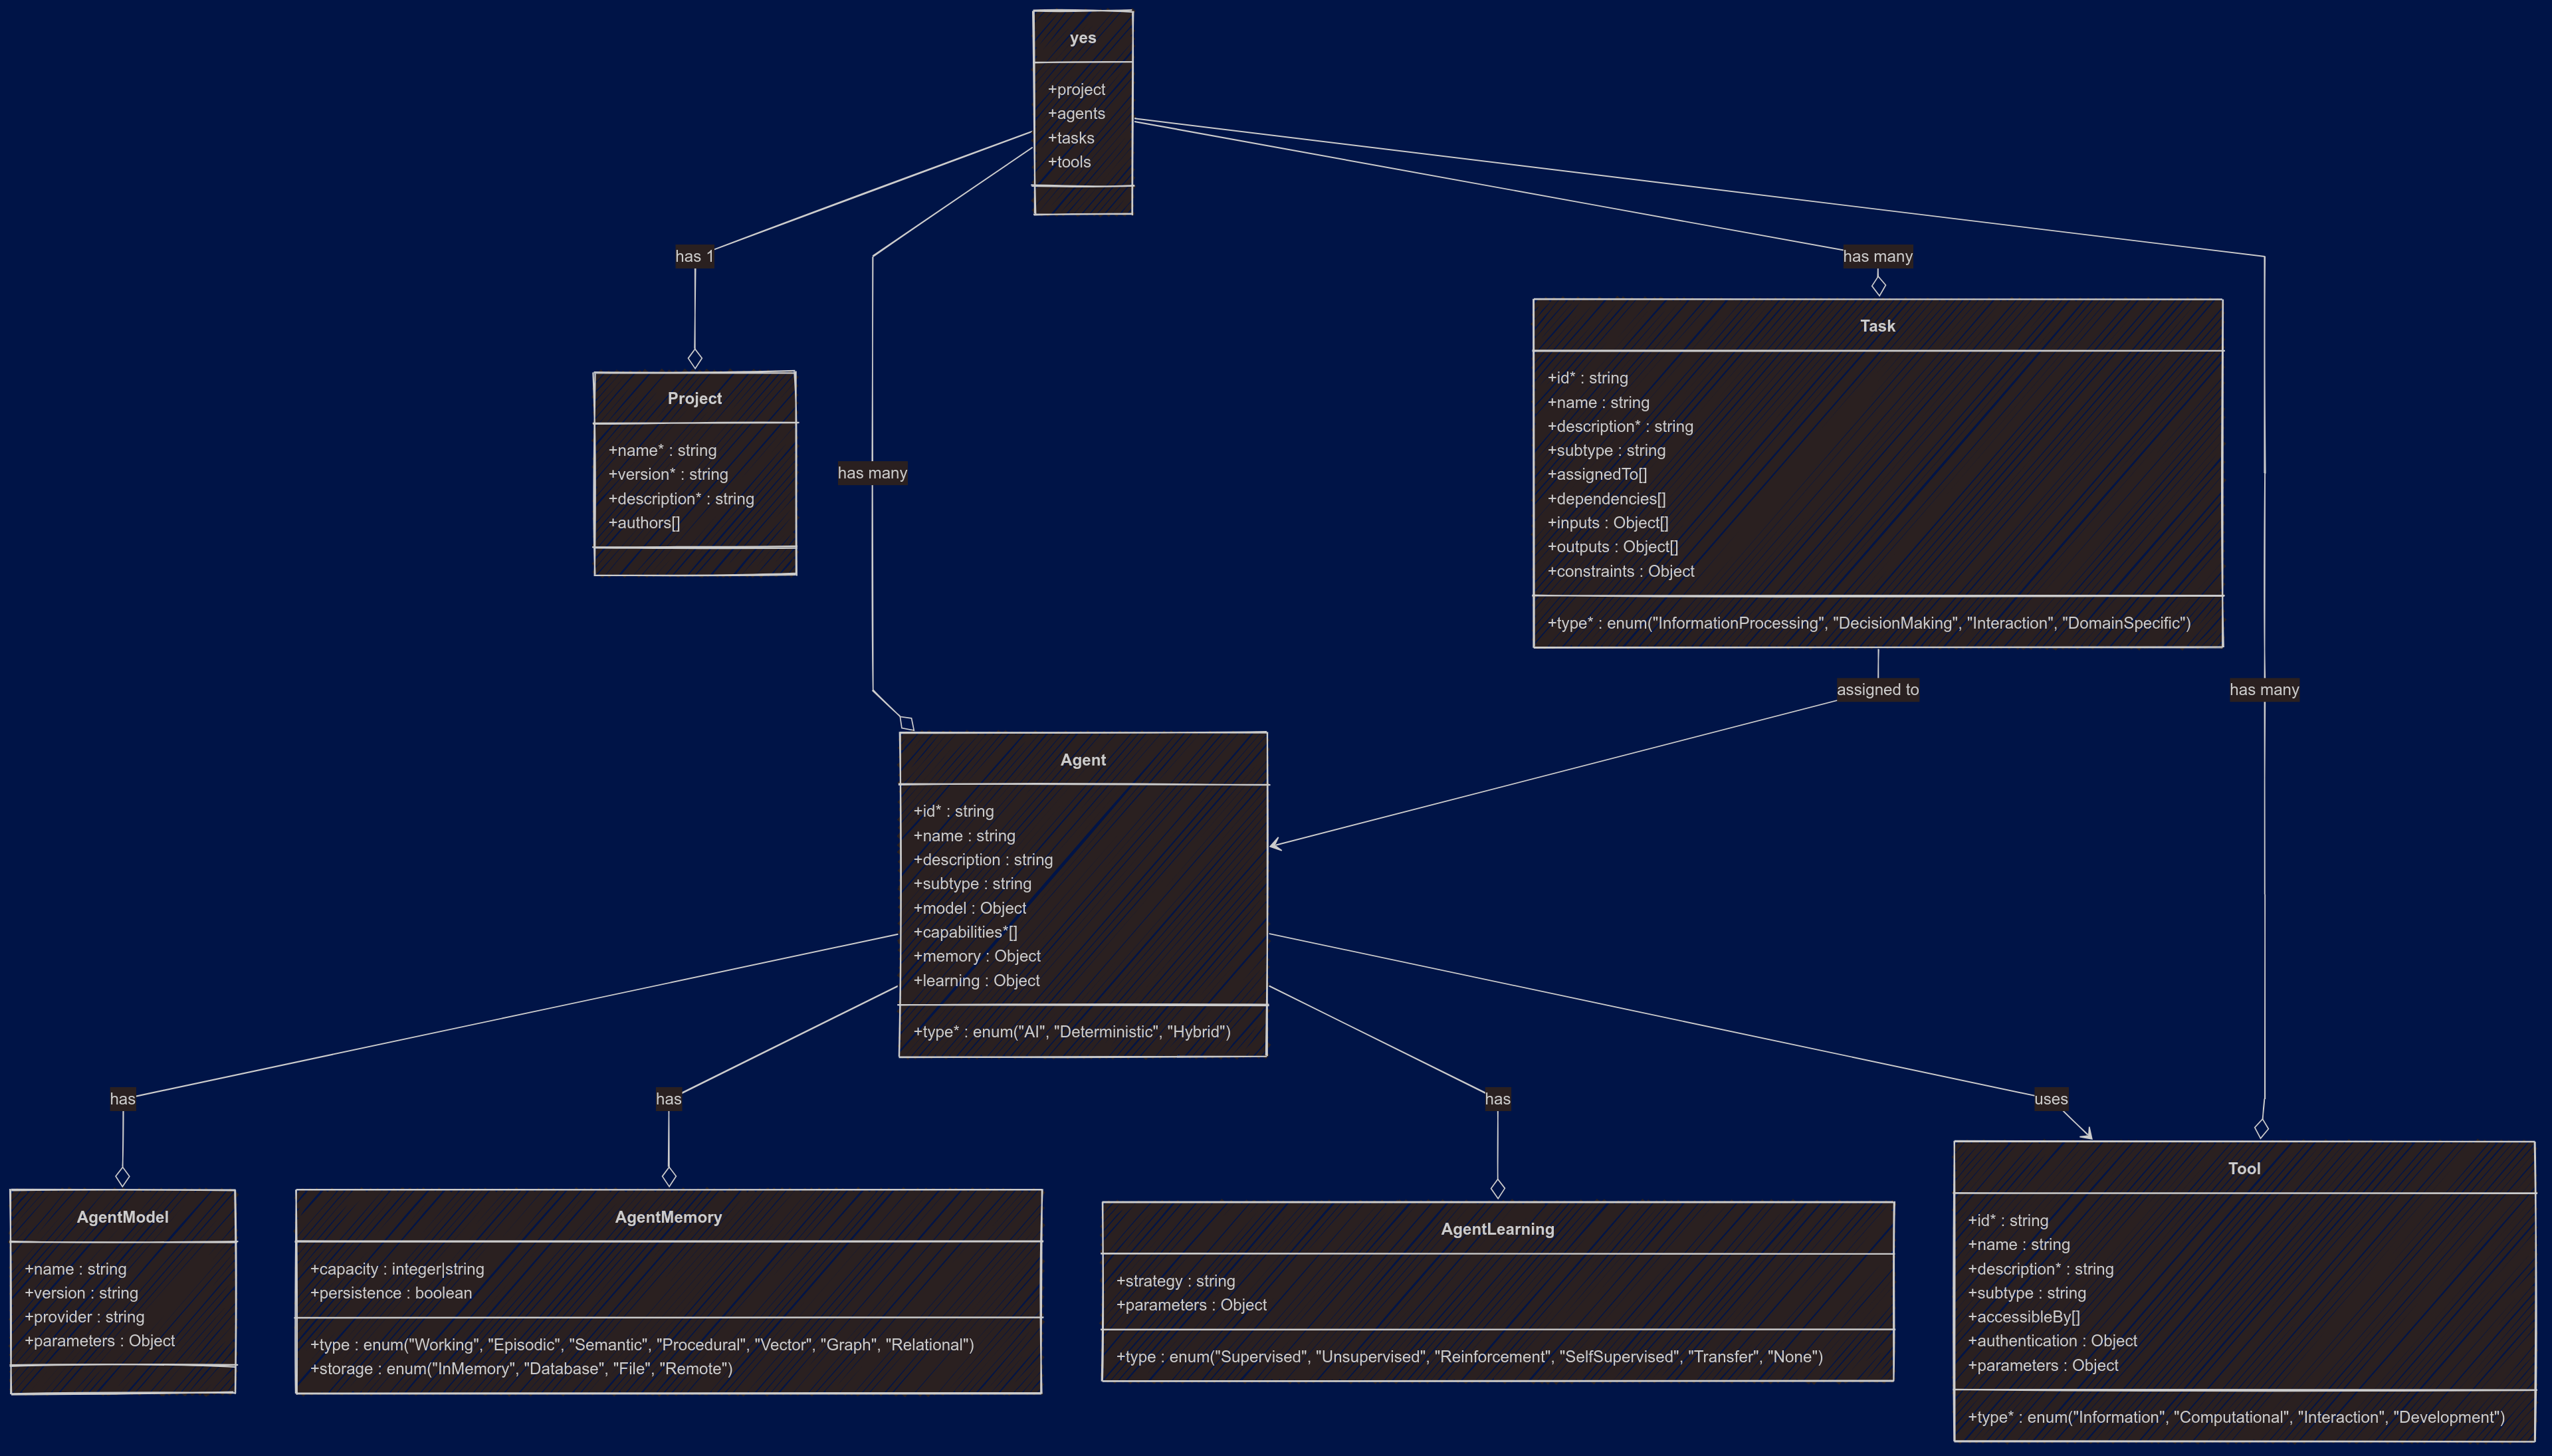 yes
+project
+agents
+tasks
+tools
has 1
has many
Project
+name* : string
+version* : string
+description* : string
+authors[]
has many
Task
+id* : string
+name : string
+description* : string
+subtype : string
+assignedTo[]
+dependencies[]
+inputs : Object[]
+outputs : Object[]
+constraints : Object
+type* : enum("InformationProcessing", "DecisionMaking", "Interaction", "DomainSpecific")
assigned to
has many
Agent
+id* : string
+name : string
+description : string
+subtype : string
+model : Object
+capabilities*[]
+memory : Object
+learning : Object
+type* : enum("AI", "Deterministic", "Hybrid")
has
has
has
uses
AgentModel
+name : string
+version : string
+provider : string
+parameters : Object
AgentMemory
+capacity : integer|string
+persistence : boolean
+type : enum("Working", "Episodic", "Semantic", "Procedural", "Vector", "Graph", "Relational")
+storage : enum("InMemory", "Database", "File", "Remote")
AgentLearning
+strategy : string
+parameters : Object
+type : enum("Supervised", "Unsupervised", "Reinforcement", "SelfSupervised", "Transfer", "None")
Tool
+id* : string
+name : string
+description* : string
+subtype : string
+accessibleBy[]
+authentication : Object
+parameters : Object
+type* : enum("Information", "Computational", "Interaction", "Development")